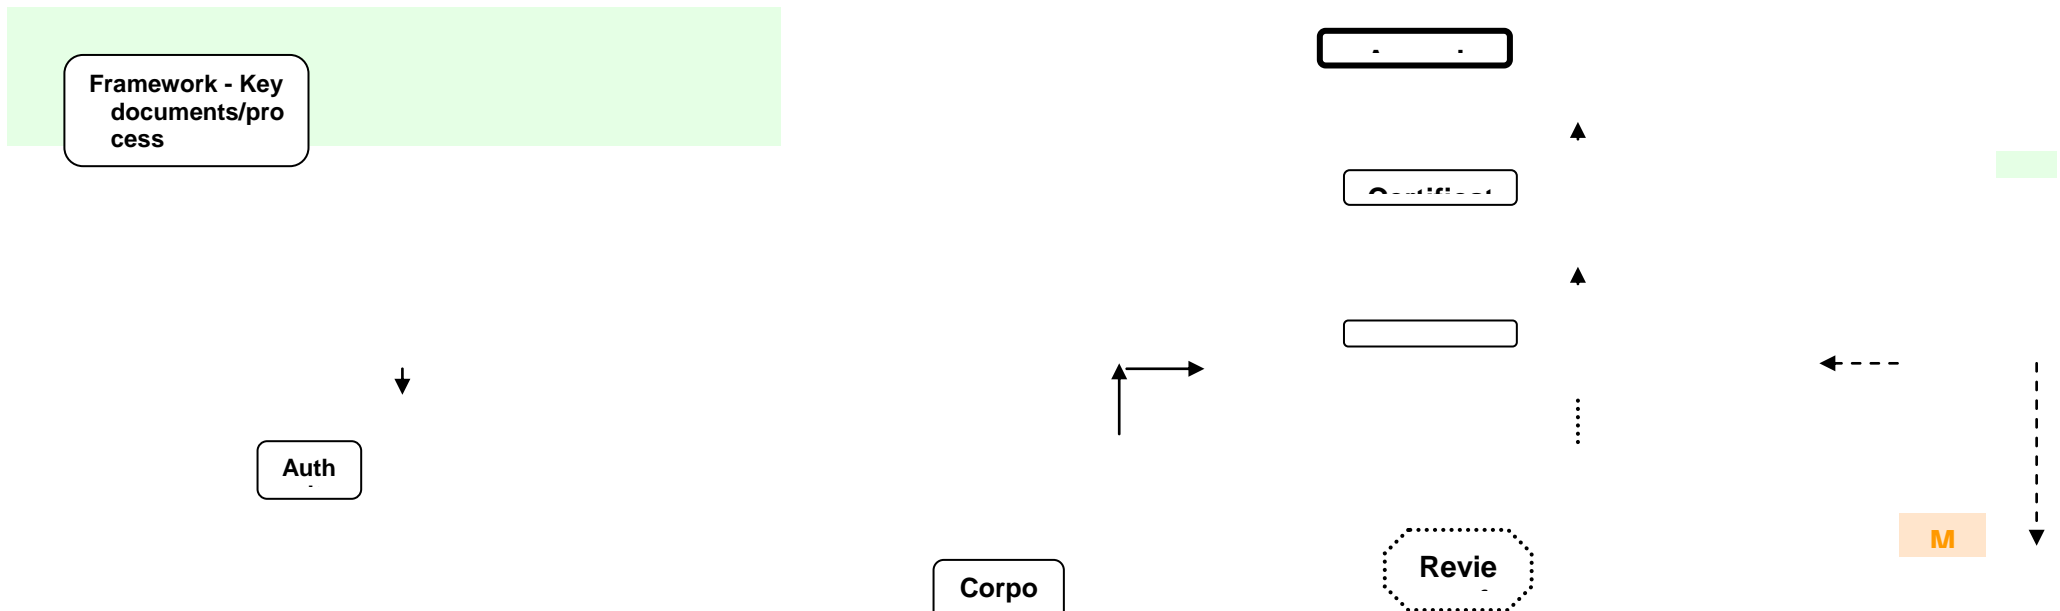 Framework - Key
documents/pro
cess
Auth
Corpo
Revie
M